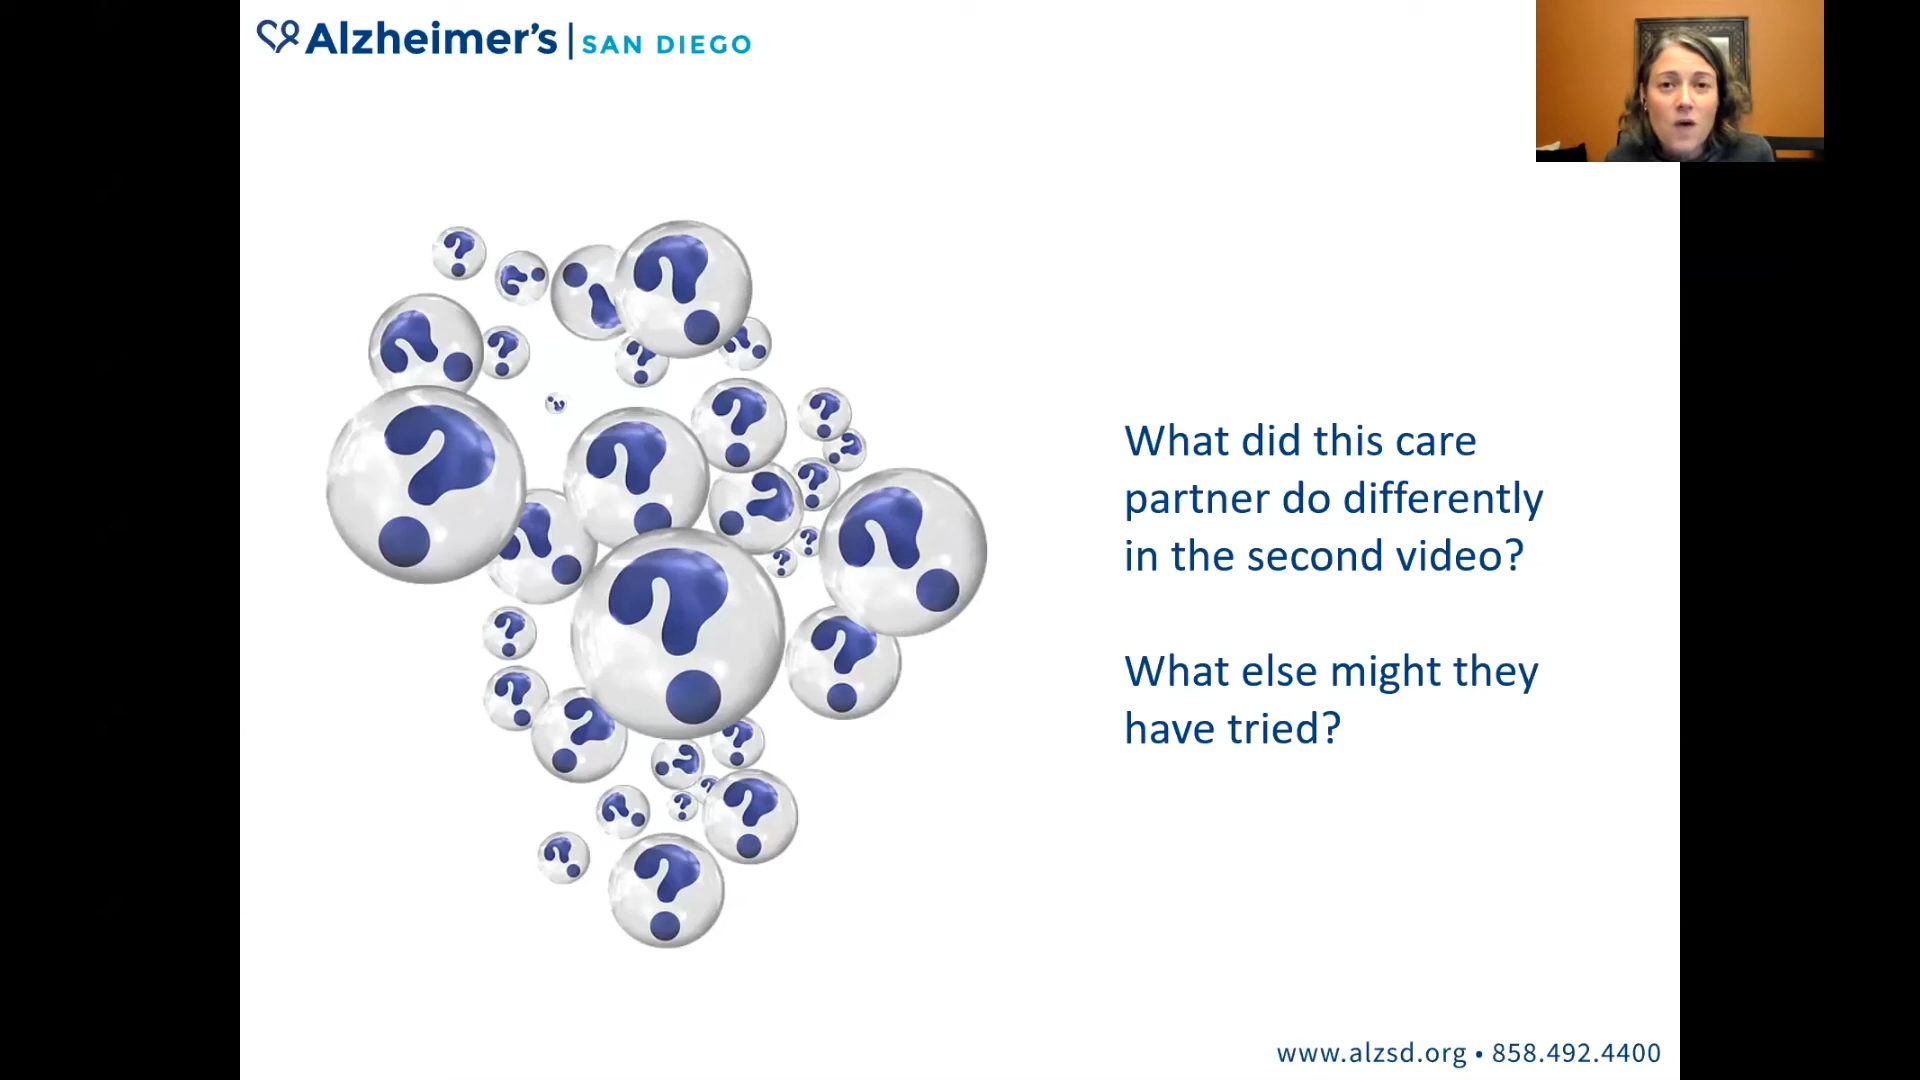 Alzheimer's | SAN DIEGO
What did this care
partner do differently
in the second video?
What else might they
have tried?
www.alzsd.org • 858.492.4400